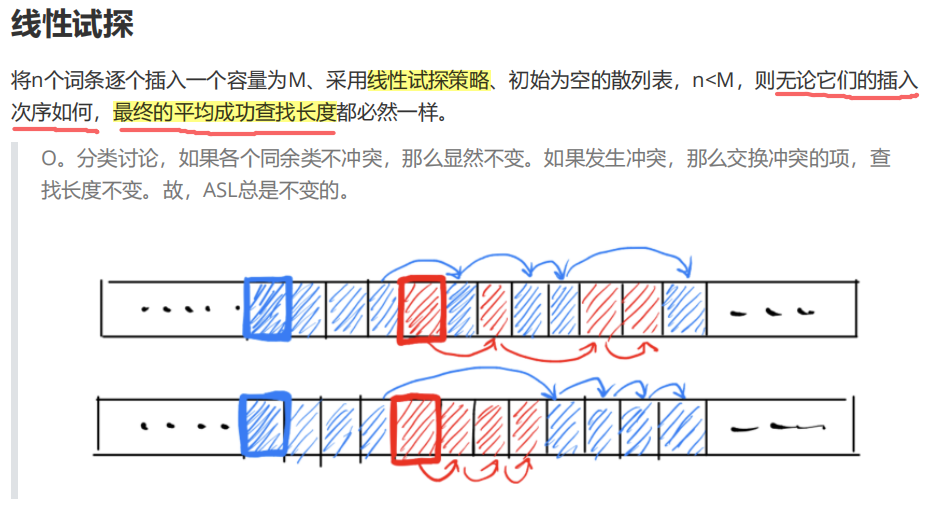 线性试探
将n个词条逐个插入一个容量为M、采用线性试探策略、初始为空的散列表，n<M，则无论它们的插入
次序如何，最终的平均成功查找长度都必然一样。
O。分类讨论，如果各个同余类不冲突，那么显然不变。如果发生冲突，那么交换冲突的项，查
找长度不变。故，ASL总是不变的。